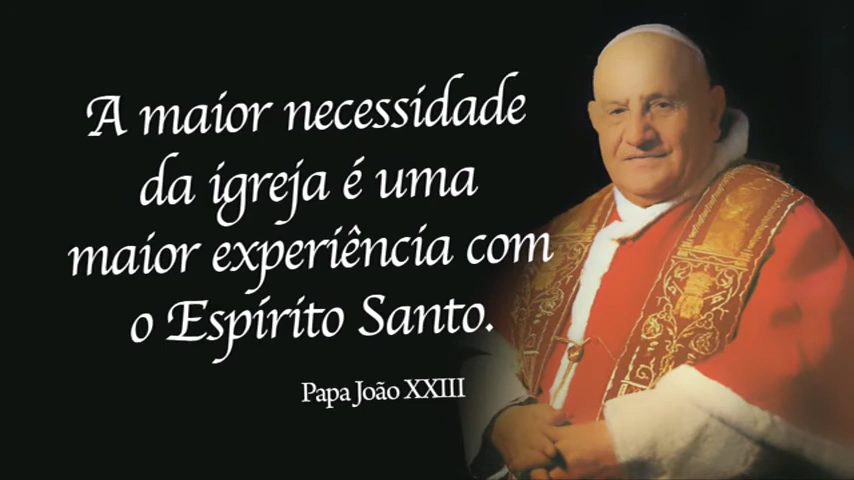 A maior necessidade
da igreja é uma
maior experiência com
o Espírito Santo.
Papa João XXIII